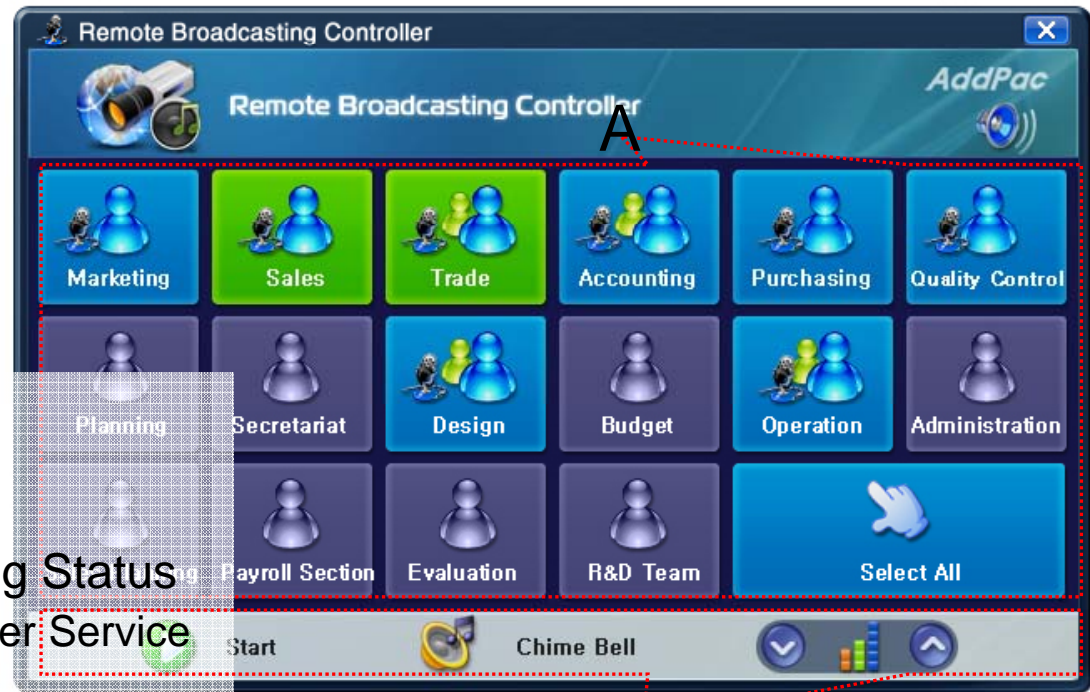 Remote Broadcasting Controller
AddPac
Remote Broadcasting Controller
A
Marketing Sales Trade Accounting Purchasing Quality Control
Planning Secretariat Design Budget Operation Administration
Payroll Section Evaluation R&D Team Select All
g Status
er Service
Start Chime Bell